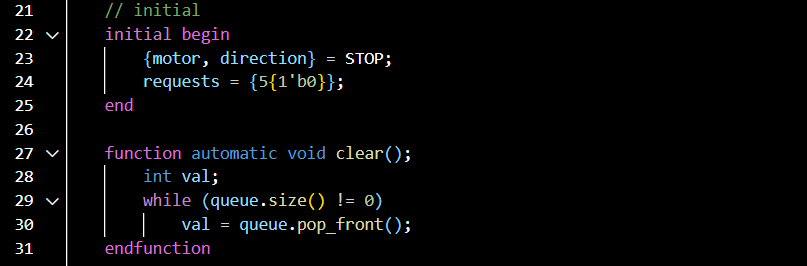 21 // initial
22 initial begin
23 {motor, direction} = STOP;
24 requests = {5{1'b0}};
25 end
26
27 function automatic void clear();
28 int val;
29 while (queue.size() != 0)
30 val = queue.pop_front();
31 endfunction